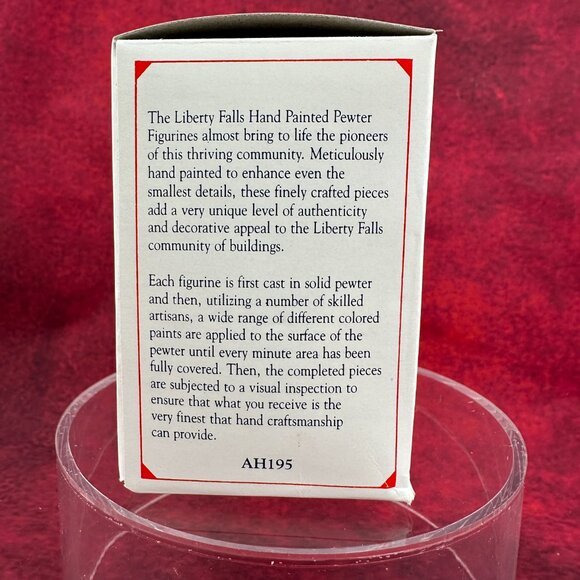 The Liberty Falls Hand Painted Pewter
Figurines almost bring to life the pioneers
of this thriving community. Meticulously
hand painted to enhance even the
smallest details, these finely crafted pieces
add a very unique level of authenticity
and decorative appeal to the Liberty Falls
community of buildings.
Each figurine is first cast in solid pewter
and then, utilizing a number of skilled
artisans, a wide range of different colored
paints are applied to the surface of the
pewter until every minute area has been
fully covered. Then, the completed pieces
are subjected to a visual inspection to
ensure that what you receive is the
very finest that hand craftsmanship
can provide.
AH195